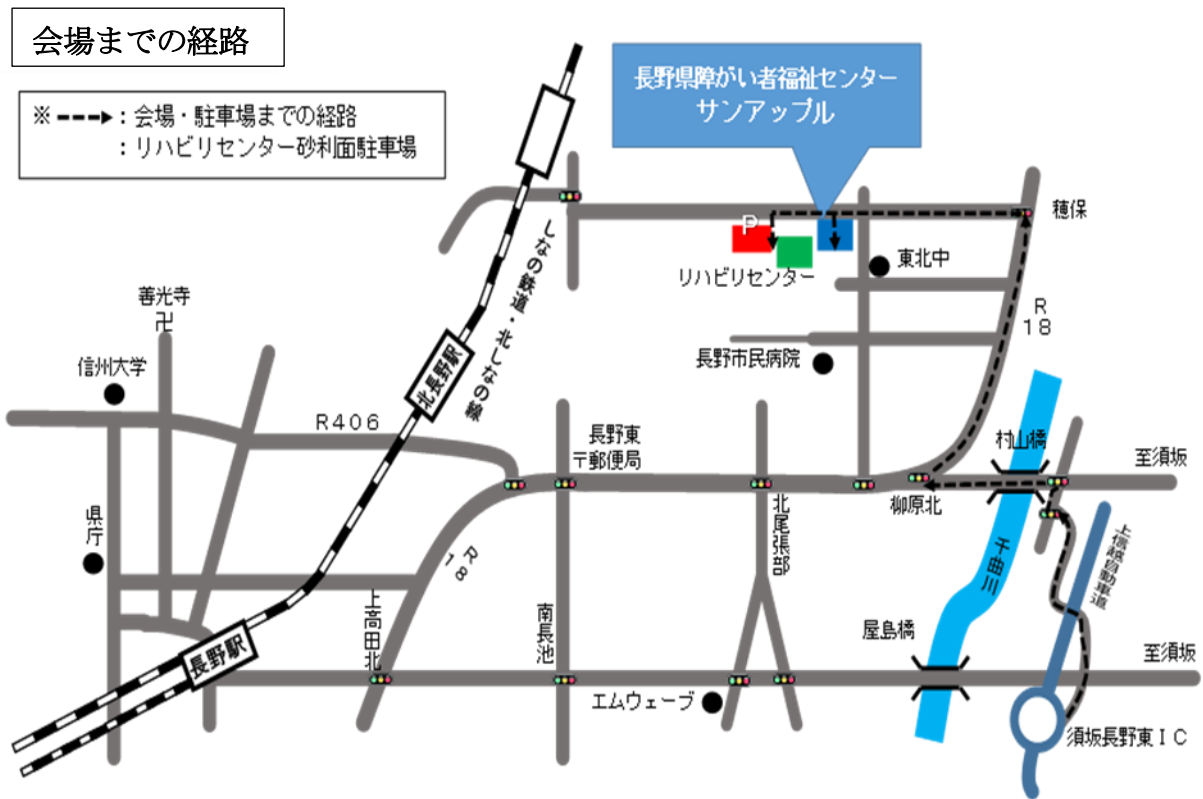 会場までの経路
※ : 会場・駐車場までの経路
: リハビリセンター砂利面駐車場
長野県障がい者福祉センター
サンアップル
穂保
P
東北中
リハビリセンター
しなの鉄道・北しなの線
善光寺
卍
信州大学
R
18
長野市民病院
北長野駅
R406
長野東
〒郵便局
村山橋
至須坂
柳原北
北尾張部
県庁
上信越自動車道
千曲川
R
18
上高田北
南長池
屋島橋
長野駅
至須坂
エムウェーブ
須坂長野東IC